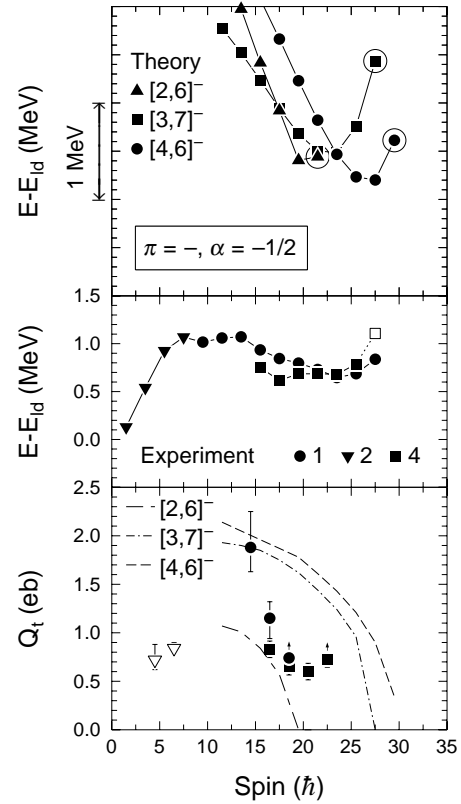 Theory
[2,6]⁻
[3,7]⁻
[4,6]⁻
E-E_ld (MeV)
1 MeV
π = −, α = −1/2
1.5
1.0
0.5
0.0
E-E_ld (MeV)
Experiment 1 2 4
2.5
2.0
1.5
1.0
0.5
0.0
Q_t (eb)
[2,6]⁻
[3,7]⁻
[4,6]⁻
0 5 10 15 20 25 30 35
Spin (ℏ)